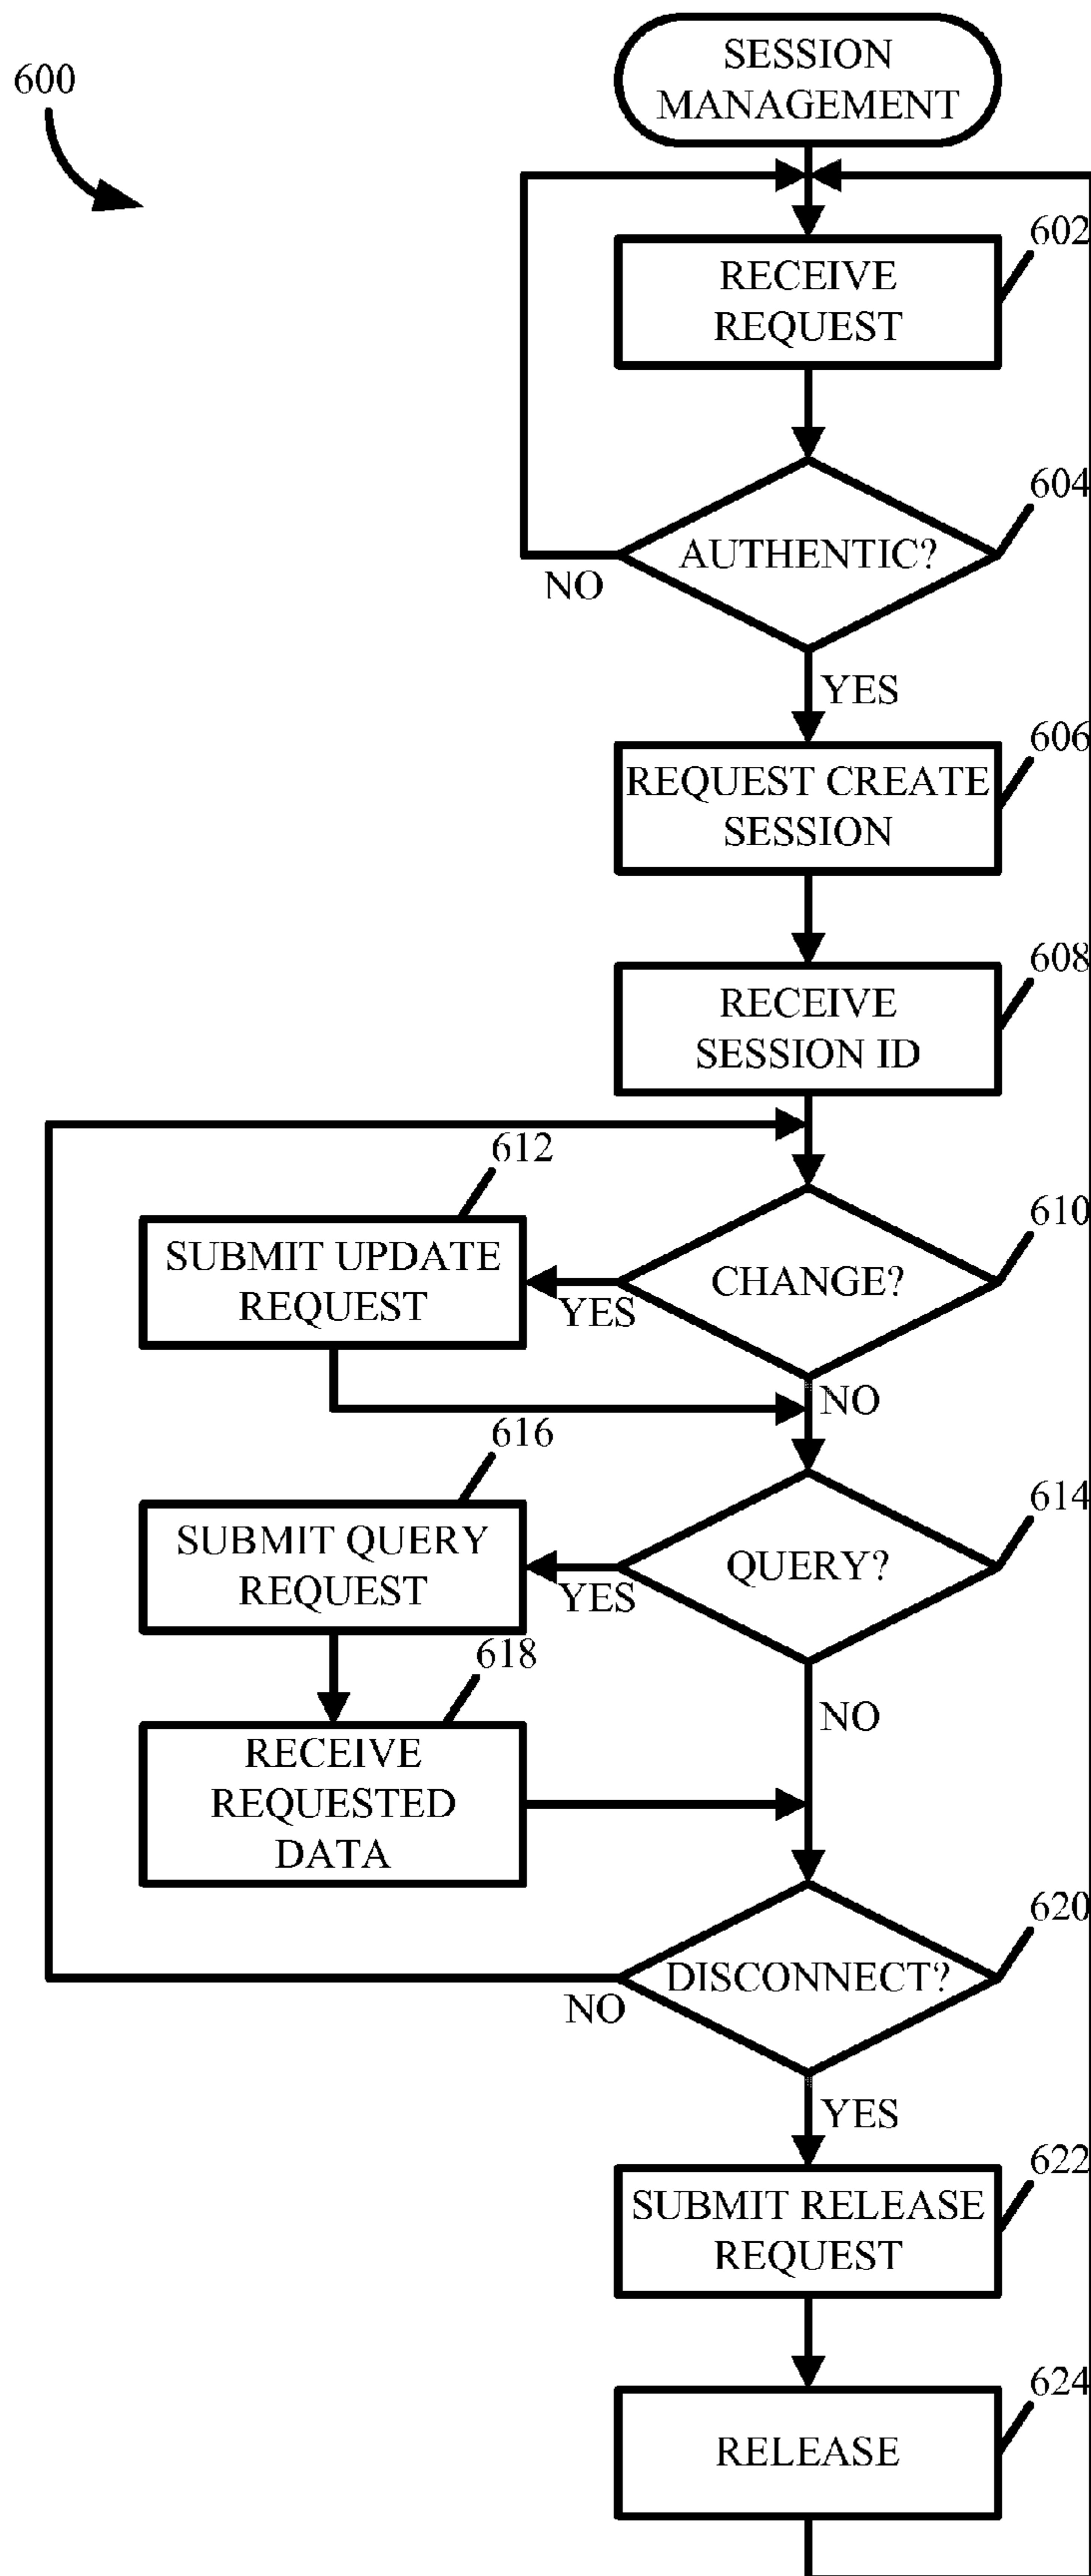 600
SESSION
MANAGEMENT
602
RECEIVE
REQUEST
604
AUTHENTIC?
NO
YES
606
REQUEST CREATE
SESSION
608
RECEIVE
SESSION ID
612
610
SUBMIT UPDATE
REQUEST
CHANGE?
YES
NO
616
614
SUBMIT QUERY
REQUEST
QUERY?
YES
618
NO
RECEIVE
REQUESTED
DATA
620
DISCONNECT?
NO
YES
622
SUBMIT RELEASE
REQUEST
624
RELEASE